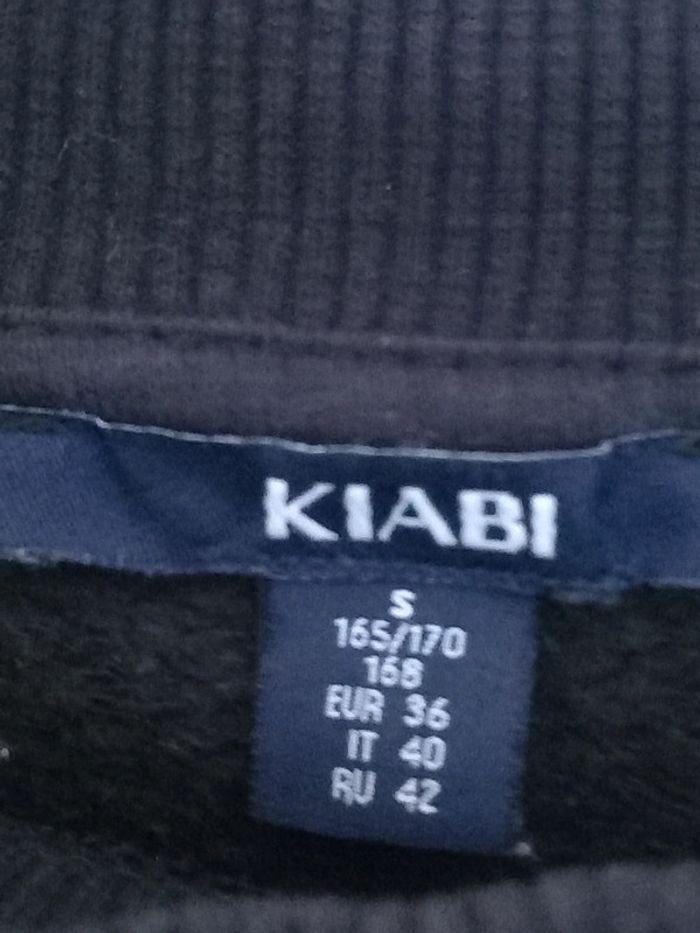 KIABI
S
165/170
168
EUR 36
IT 40
RU 42